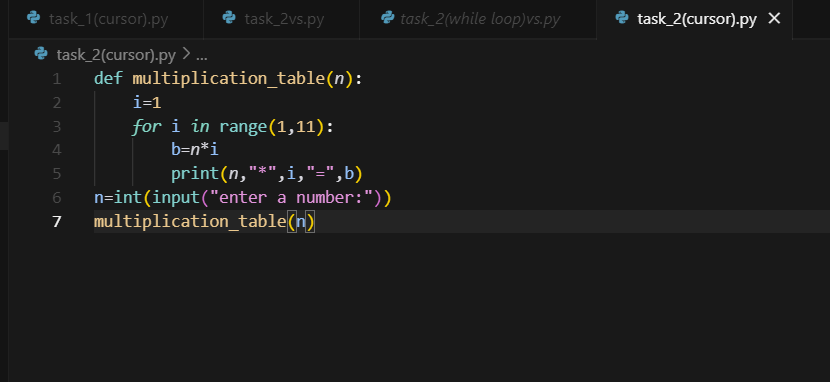 task_1(cursor).py task_2vs.py task_2(while loop)vs.py task_2(cursor).py ✕
task_2(cursor).py > ...
1 def multiplication_table(n):
2     i=1
3     for i in range(1,11):
4         b=n*i
5         print(n,"*",i,"=",b)
6 n=int(input("enter a number:"))
7 multiplication_table(n)